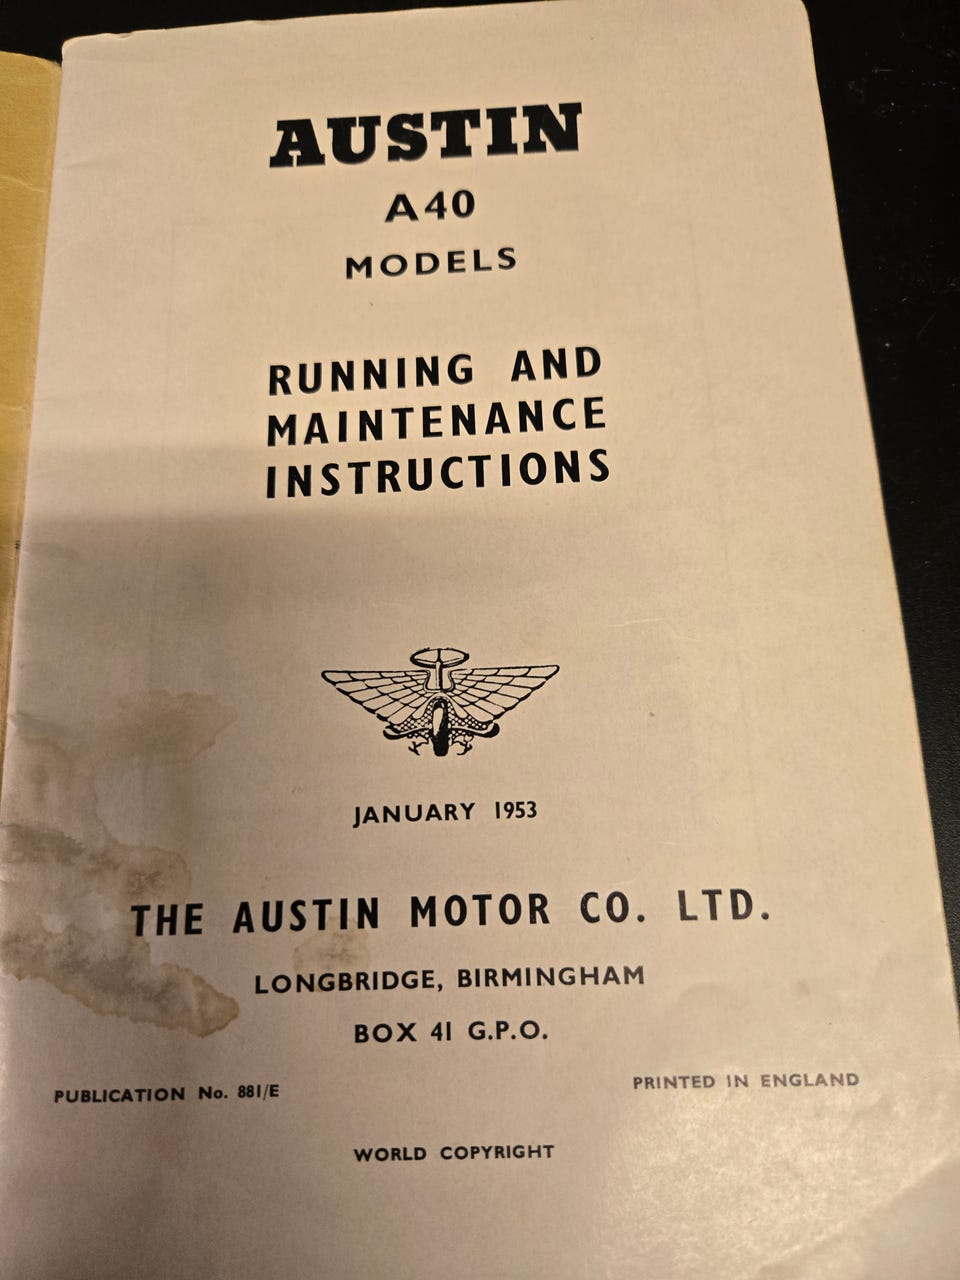 AUSTIN
A40
MODELS
RUNNING AND
MAINTENANCE
INSTRUCTIONS
JANUARY 1953
THE AUSTIN MOTOR CO. LTD.
LONGBRIDGE, BIRMINGHAM
BOX 41 G.P.O.
PUBLICATION No. 881/E
PRINTED IN ENGLAND
WORLD COPYRIGHT